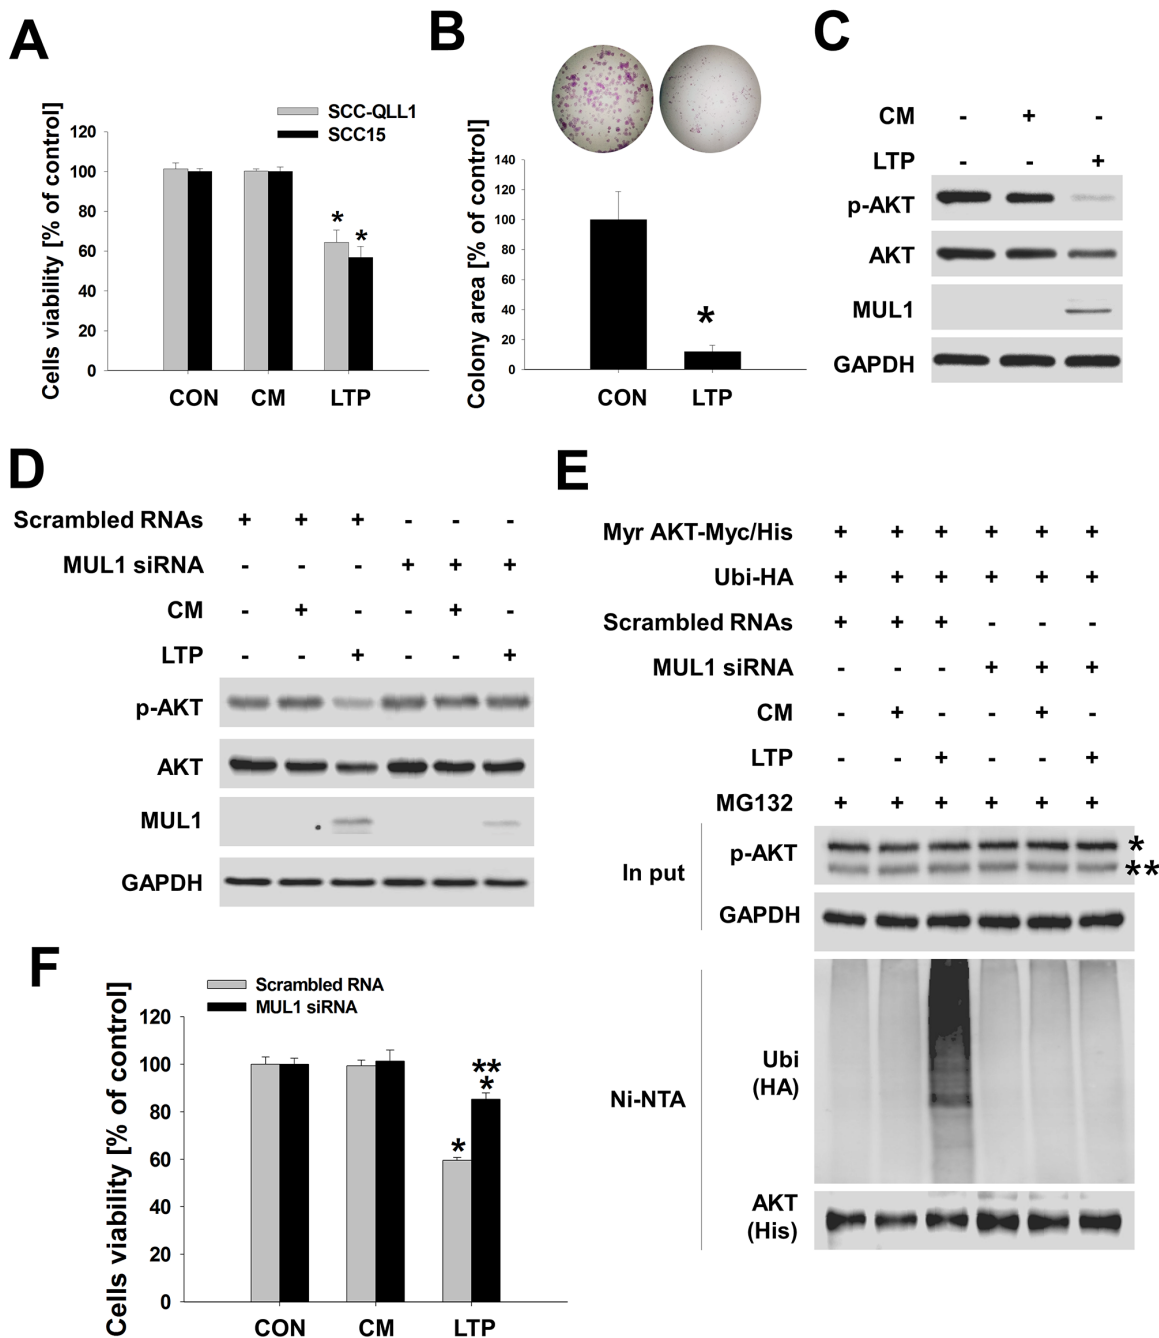 A
SCC-QLL1
SCC15
Cells viability [% of control]
120
100
80
60
40
20
0
* *
CON CM LTP
B
Colony area [% of control]
140
120
100
80
60
40
20
0
*
CON LTP
C
CM - + -
LTP - - +
p-AKT
AKT
MUL1
GAPDH
D
Scrambled RNAs + + + - - -
MUL1 siRNA - - - + + +
CM - + - - + -
LTP - - + - - +
p-AKT
AKT
MUL1
GAPDH
E
Myr AKT-Myc/His + + + + + +
Ubi-HA + + + + + +
Scrambled RNAs + + + - - -
MUL1 siRNA - - - + + +
CM - + - - + -
LTP - - + - - +
MG132 + + + + + +
In put
p-AKT *
**
GAPDH
Ni-NTA
Ubi
(HA)
AKT
(His)
F
Scrambled RNA
MUL1 siRNA
Cells viability [% of control]
120
100
80
60
40
20
0
*
**
*
CON CM LTP